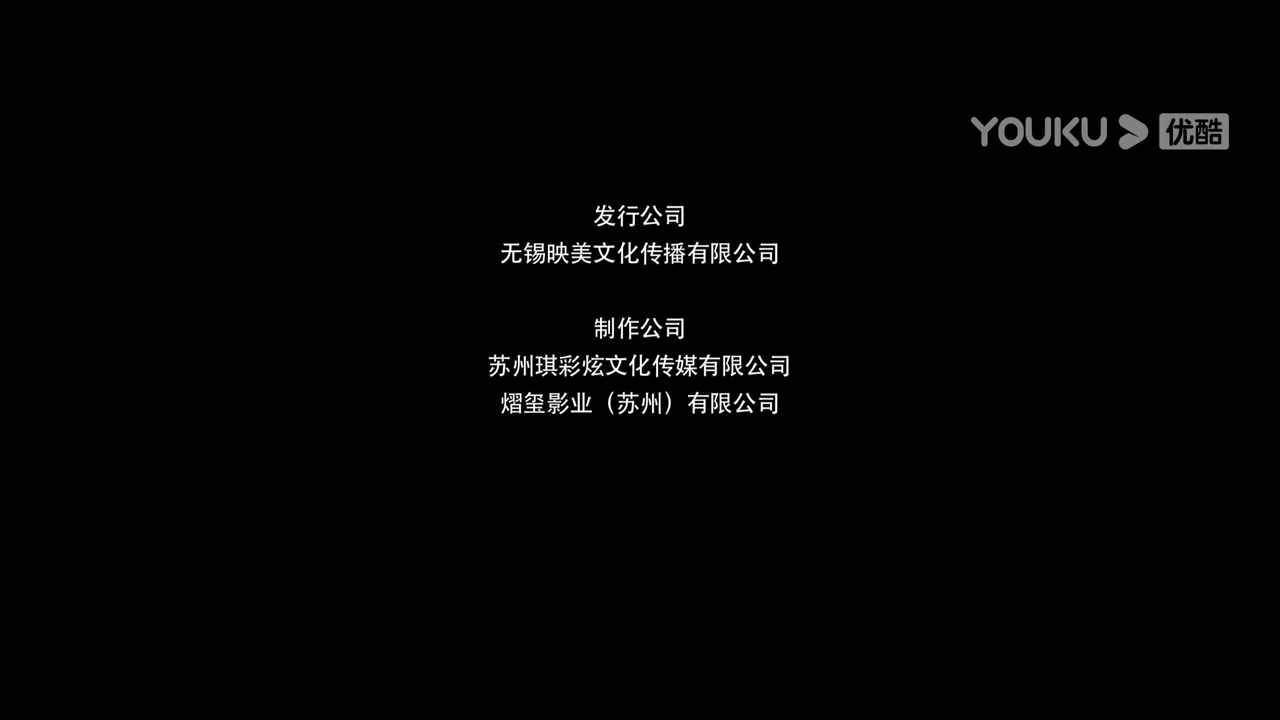 YOUKU 优酷
发行公司
无锡映美文化传播有限公司
制作公司
苏州琪彩炫文化传媒有限公司
熠玺影业（苏州）有限公司